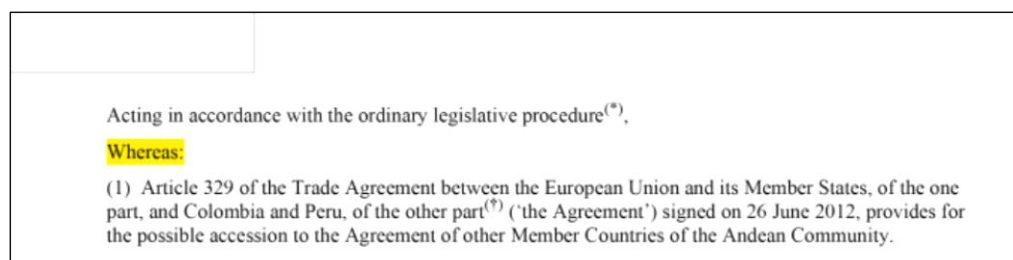 Acting in accordance with the ordinary legislative procedure(*),
Whereas:
(1) Article 329 of the Trade Agreement between the European Union and its Member States, of the one
part, and Colombia and Peru, of the other part(†) (‘the Agreement’) signed on 26 June 2012, provides for
the possible accession to the Agreement of other Member Countries of the Andean Community.